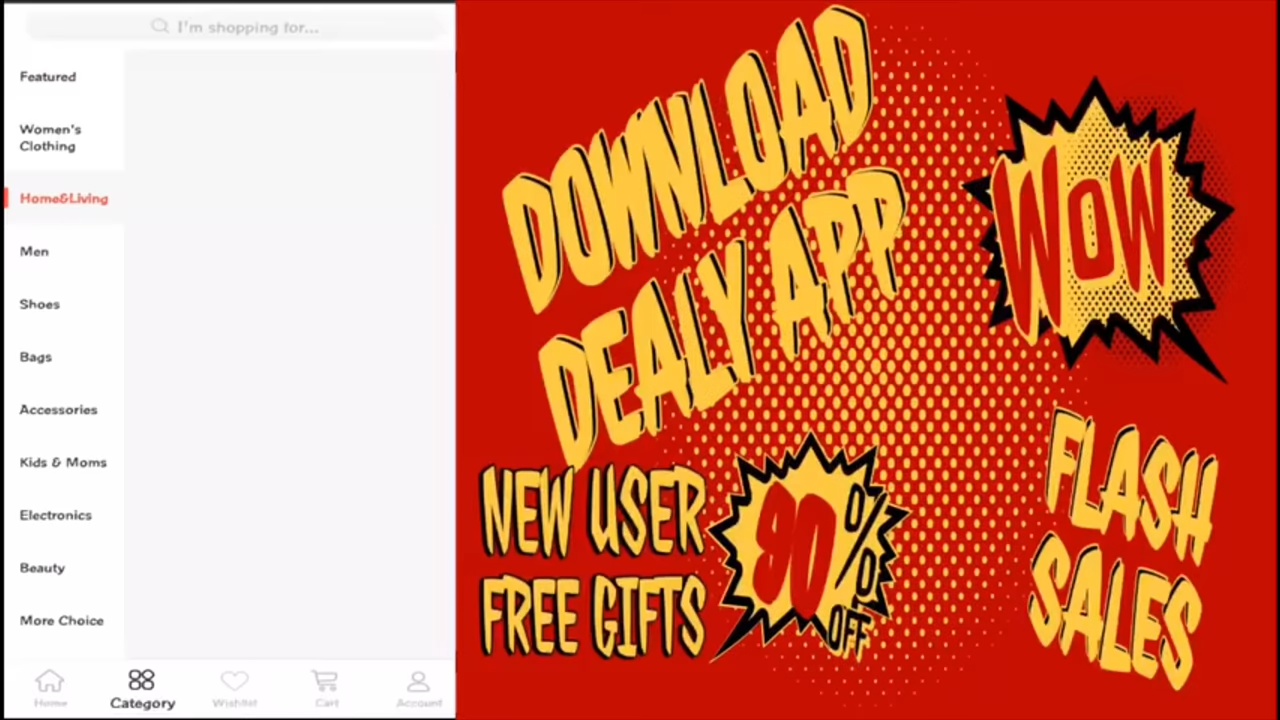 I'm shopping for...
Featured
Women's
Clothing
Home&Living
Men
Shoes
Bags
Accessories
Kids & Moms
Electronics
Beauty
More Choice
Home
Category
Wishlist
Cart
Account
DOWNLOAD
DEALY APP
WOW
NEW USER
FREE GIFTS
90%
OFF
FLASH
SALES